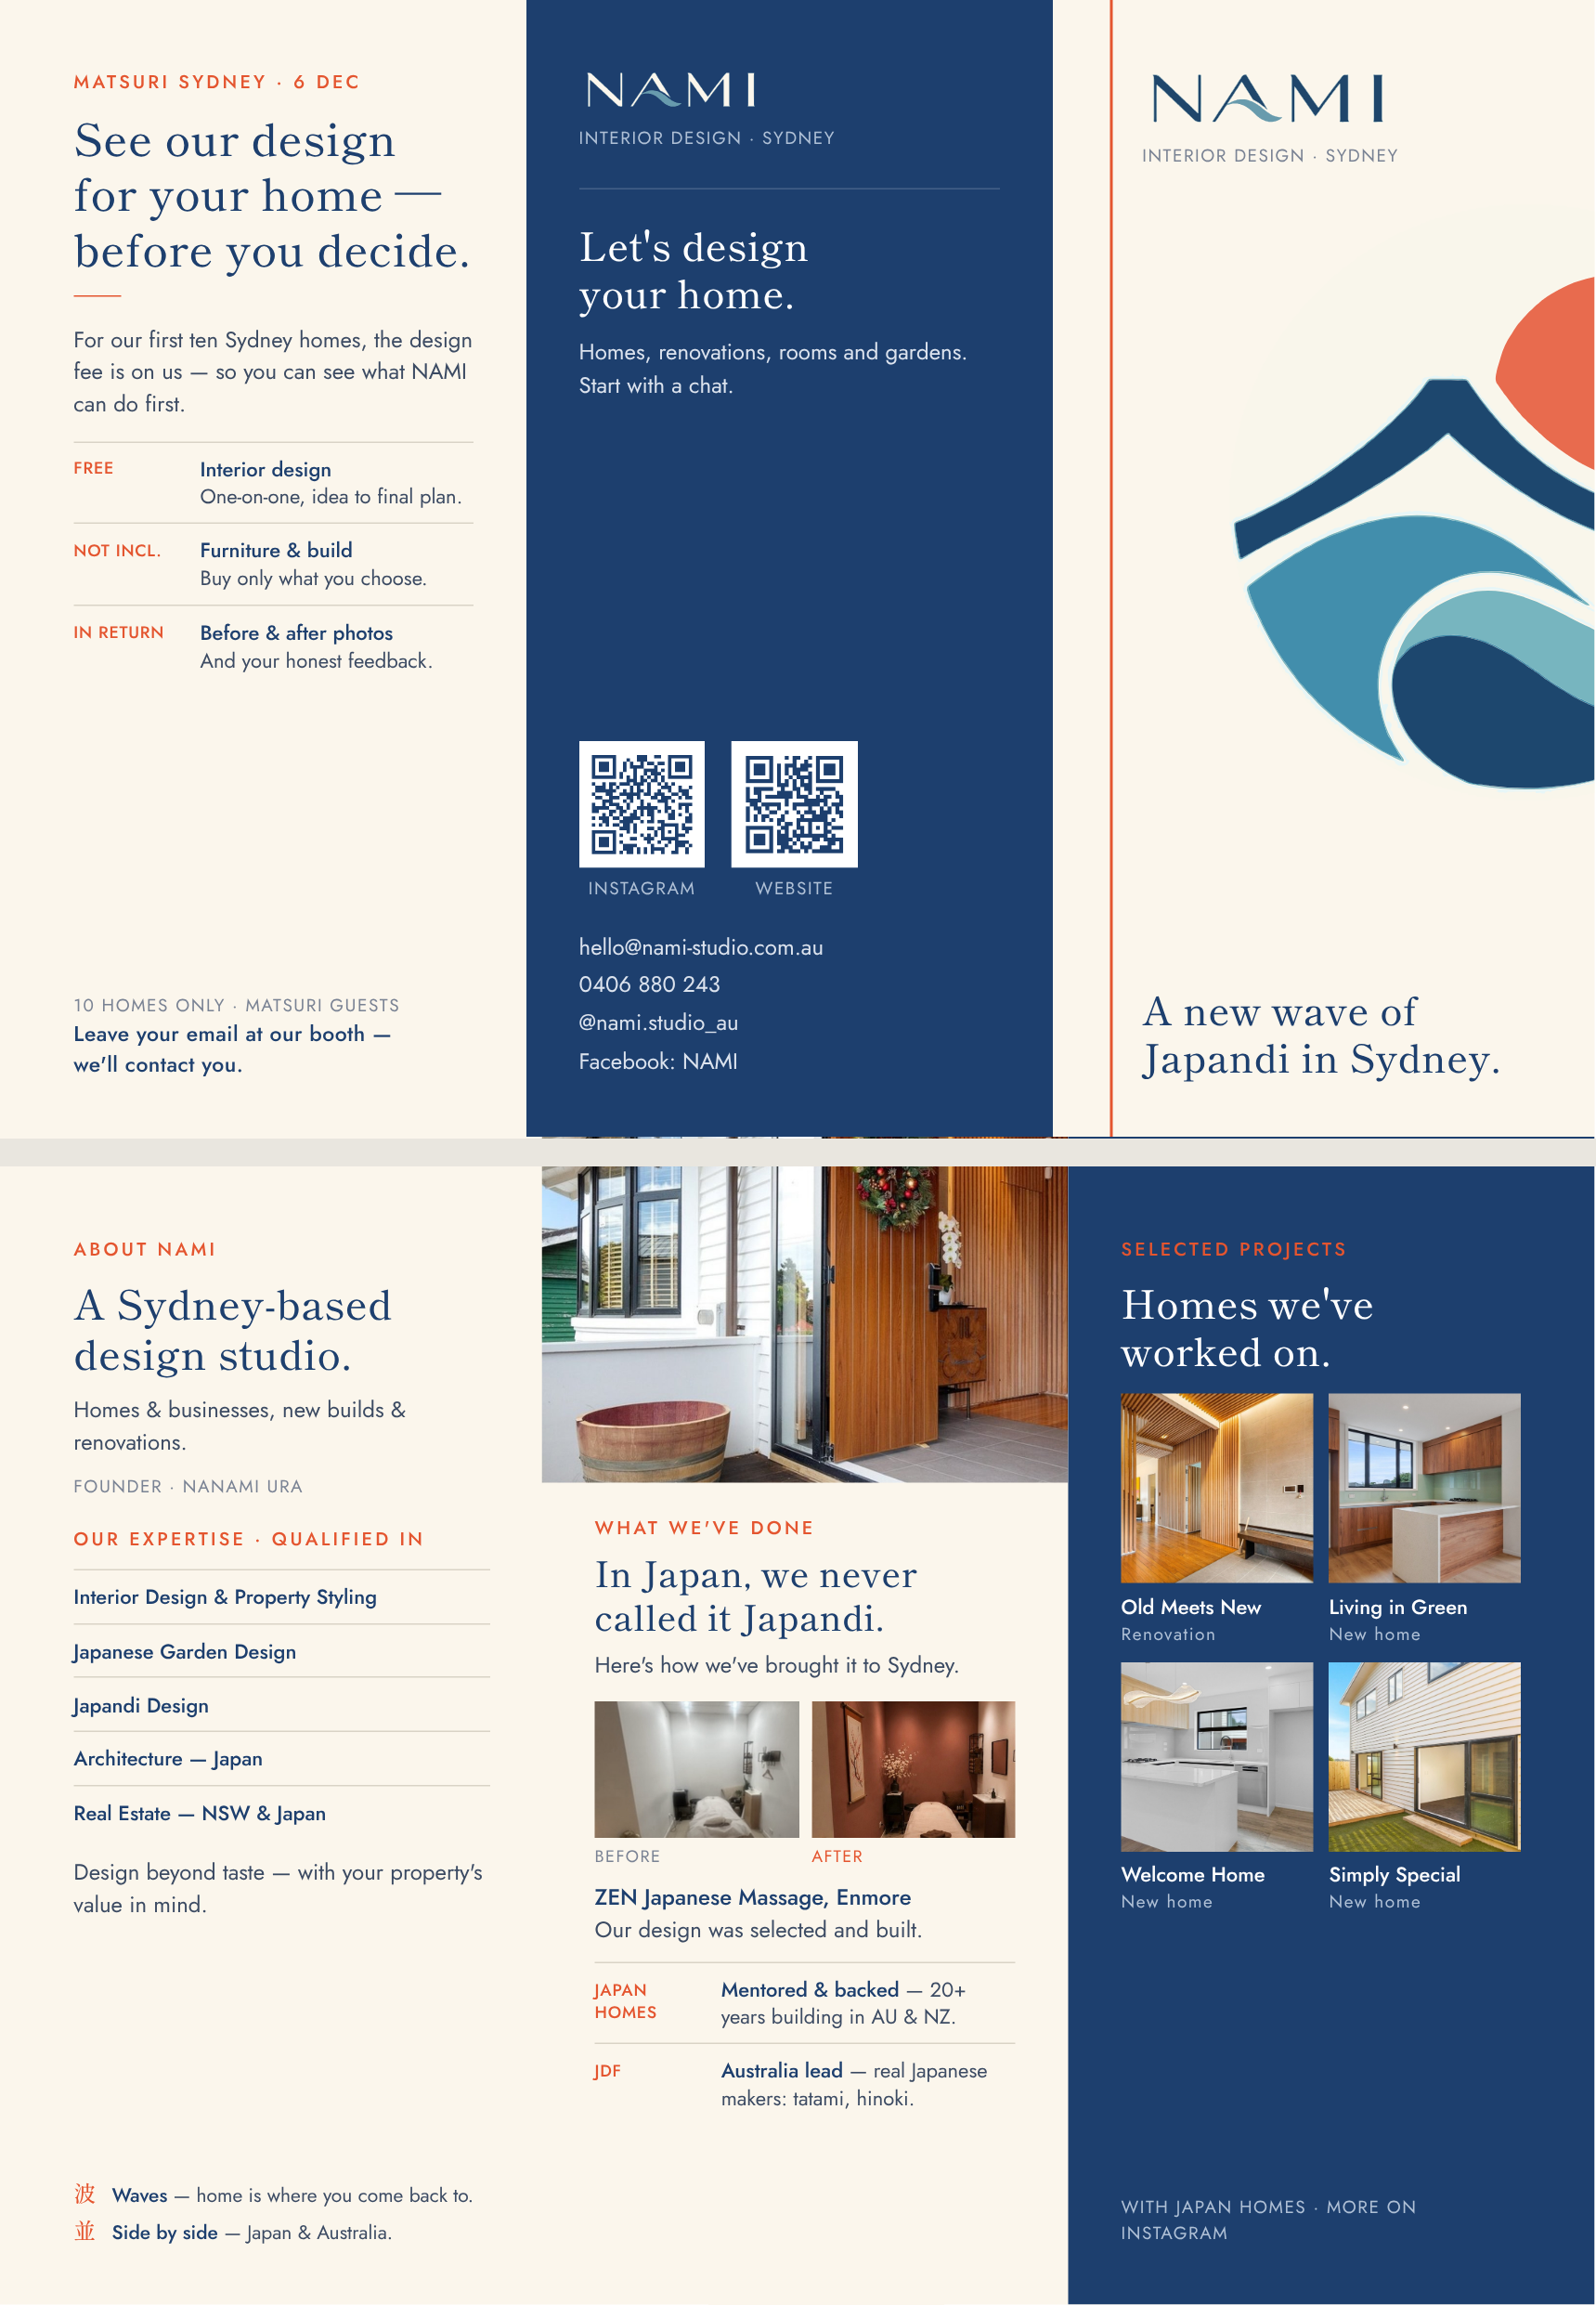 MATSURI SYDNEY · 6 DEC
See our design
for your home —
before you decide.
For our first ten Sydney homes, the design
fee is on us — so you can see what NAMI
can do first.
FREE
Interior design
One-on-one, idea to final plan.
NOT INCL.
Furniture & build
Buy only what you choose.
IN RETURN
Before & after photos
And your honest feedback.
10 HOMES ONLY · MATSURI GUESTS
Leave your email at our booth —
we'll contact you.
NAMI
INTERIOR DESIGN · SYDNEY
Let's design
your home.
Homes, renovations, rooms and gardens.
Start with a chat.
INSTAGRAM
WEBSITE
hello@nami-studio.com.au
0406 880 243
@nami.studio_au
Facebook: NAMI
NAMI
INTERIOR DESIGN · SYDNEY
A new wave of
Japandi in Sydney.
ABOUT NAMI
A Sydney-based
design studio.
Homes & businesses, new builds &
renovations.
FOUNDER · NANAMI URA
OUR EXPERTISE · QUALIFIED IN
Interior Design & Property Styling
Japanese Garden Design
Japandi Design
Architecture — Japan
Real Estate — NSW & Japan
Design beyond taste — with your property's
value in mind.
波 Waves — home is where you come back to.
並 Side by side — Japan & Australia.
WHAT WE'VE DONE
In Japan, we never
called it Japandi.
Here's how we've brought it to Sydney.
BEFORE
AFTER
ZEN Japanese Massage, Enmore
Our design was selected and built.
JAPAN
HOMES
Mentored & backed — 20+
years building in AU & NZ.
JDF
Australia lead — real Japanese
makers: tatami, hinoki.
SELECTED PROJECTS
Homes we've
worked on.
Old Meets New
Renovation
Living in Green
New home
Welcome Home
New home
Simply Special
New home
WITH JAPAN HOMES · MORE ON
INSTAGRAM